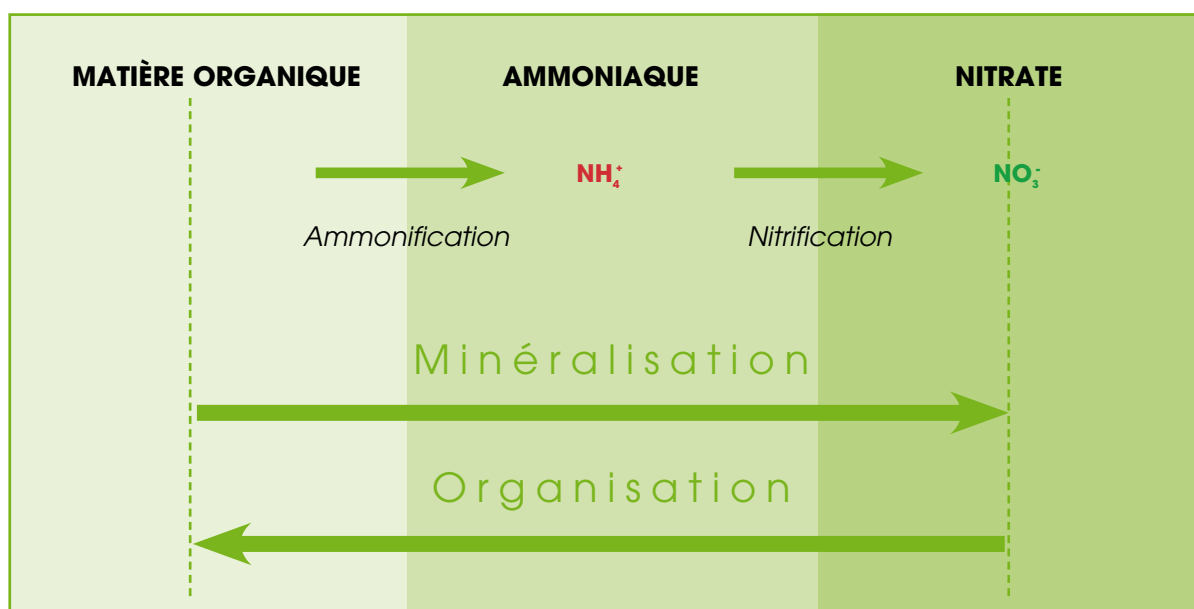 MATIÈRE ORGANIQUE AMMONIAQUE NITRATE
NH₄⁺ NO₃⁻
Ammonification Nitrification
Minéralisation
Organisation